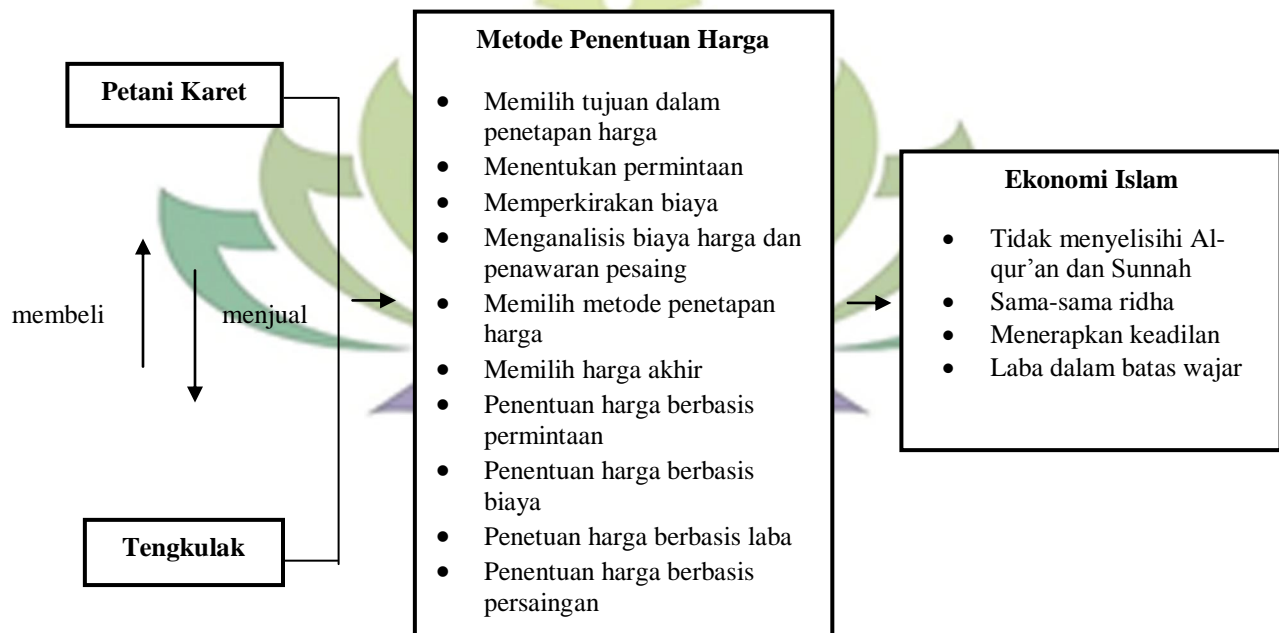 Petani Karet
membeli
menjual
Tengkulak
Metode Penentuan Harga
• Memilih tujuan dalam
penetapan harga
• Menentukan permintaan
• Memperkirakan biaya
• Menganalisis biaya harga dan
penawaran pesaing
• Memilih metode penetapan
harga
• Memilih harga akhir
• Penentuan harga berbasis
permintaan
• Penentuan harga berbasis
biaya
• Penetuan harga berbasis laba
• Penentuan harga berbasis
persaingan
Ekonomi Islam
• Tidak menyelisihi Al-
qur’an dan Sunnah
• Sama-sama ridha
• Menerapkan keadilan
• Laba dalam batas wajar